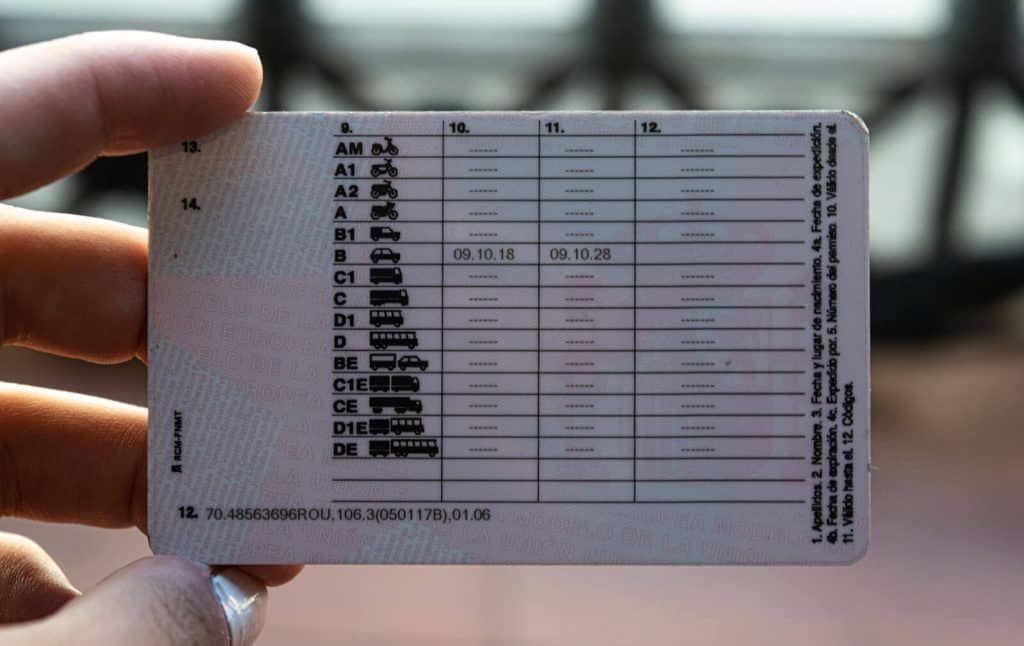 9. 10. 11. 12.
13.
AM ------ ------ ------
A1 ------ ------ ------
A2 ------ ------ ------
14.
A ------ ------ ------
B1 ------ ------ ------
B 09.10.18 09.10.28
C1 ------ ------ ------
C ------ ------ ------
D1 ------ ------ ------
D ------ ------ ------
BE ------ ------ ------
C1E ------ ------ ------
CE ------ ------ ------
D1E ------ ------ ------
DE ------ ------ ------
RCM-FNMT
12. 70.48563696ROU,106.3(050117B),01.06
1. Apellidos. 2. Nombre. 3. Fecha y lugar de nacimiento. 4a. Fecha de expedición.
4b. Fecha de expiración. 4c. Expedido por. 5. Número del permiso. 10. Válido desde el.
11. Válido hasta el. 12. Códigos.